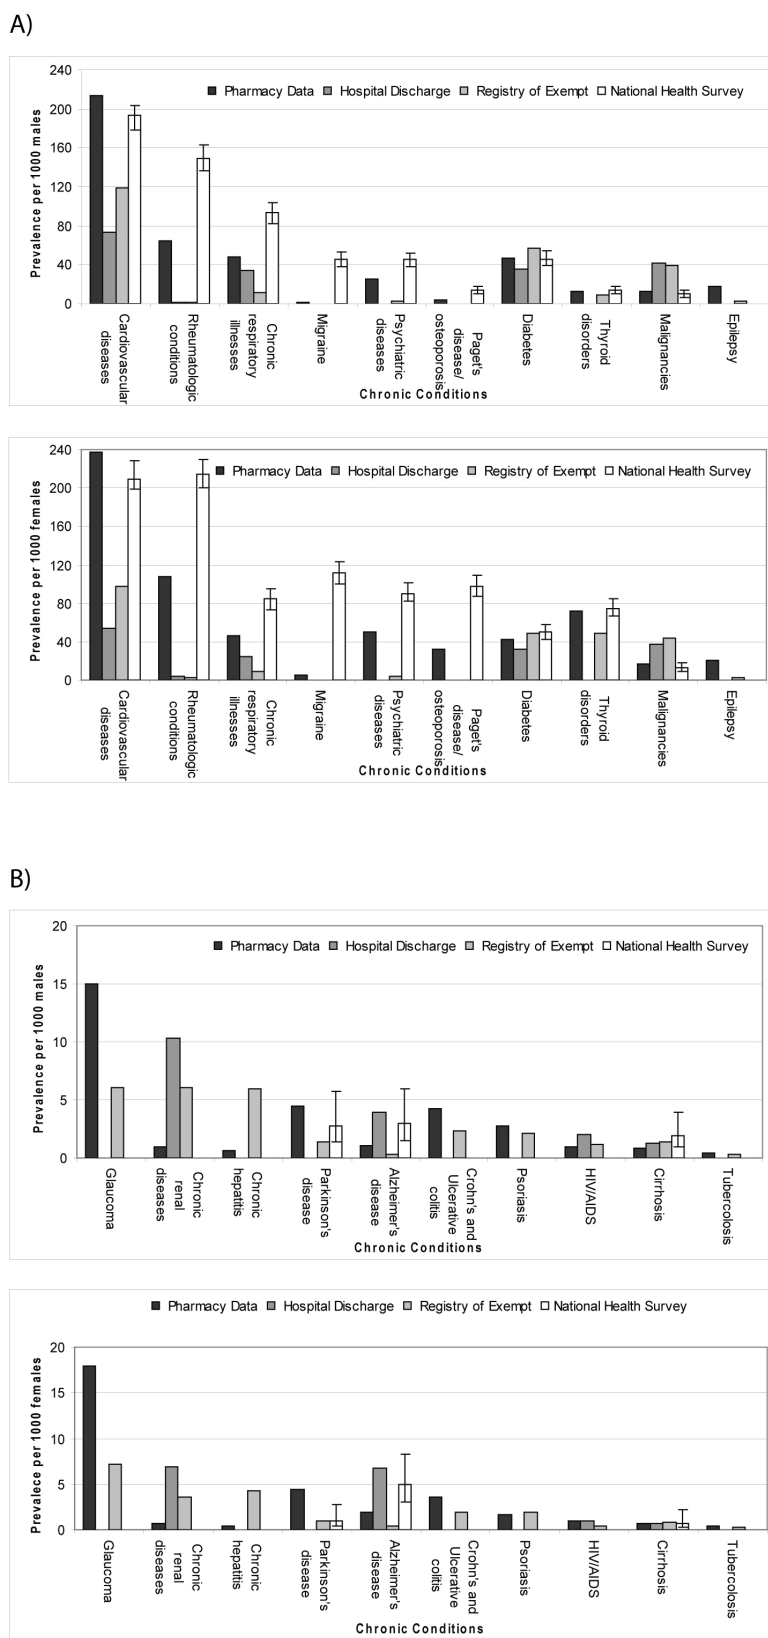 A)
240
200
160
120
80
40
0
Prevalence per 1000 males
Pharmacy Data Hospital Discharge Registry of Exempt National Health Survey
Cardiovascular
diseases
Rheumatologic
conditions
Chronic
respiratory
illnesses
Migraine
Psychiatric
diseases
Paget's
disease/
osteoporosis
Diabetes
Thyroid
disorders
Malignancies
Epilepsy
Chronic Conditions
240
200
160
120
80
40
0
Prevalence per 1000 females
Pharmacy Data Hospital Discharge Registry of Exempt National Health Survey
Cardiovascular
diseases
Rheumatologic
conditions
Chronic
respiratory
illnesses
Migraine
Psychiatric
diseases
Paget's
disease/
osteoporosis
Diabetes
Thyroid
disorders
Malignancies
Epilepsy
Chronic Conditions
B)
20
15
10
5
0
Prevalence per 1000 males
Pharmacy Data Hospital Discharge Registry of Exempt National Health Survey
Glaucoma
Chronic
renal
diseases
Chronic
hepatitis
Parkinson's
disease
Alzheimer's
disease
Crohn's and
Ulcerative
colitis
Psoriasis
HIV/AIDS
Cirrhosis
Tubercolosis
Chronic Conditions
Pharmacy Data Hospital Discharge Registry of Exempt National Health Survey
20
15
10
5
0
Prevalece per 1000 females
Glaucoma
Chronic
renal
diseases
Chronic
hepatitis
Parkinson's
disease
Alzheimer's
disease
Crohn's and
Ulcerative
colitis
Psoriasis
HIV/AIDS
Cirrhosis
Tubercolosis
Chronic Conditions